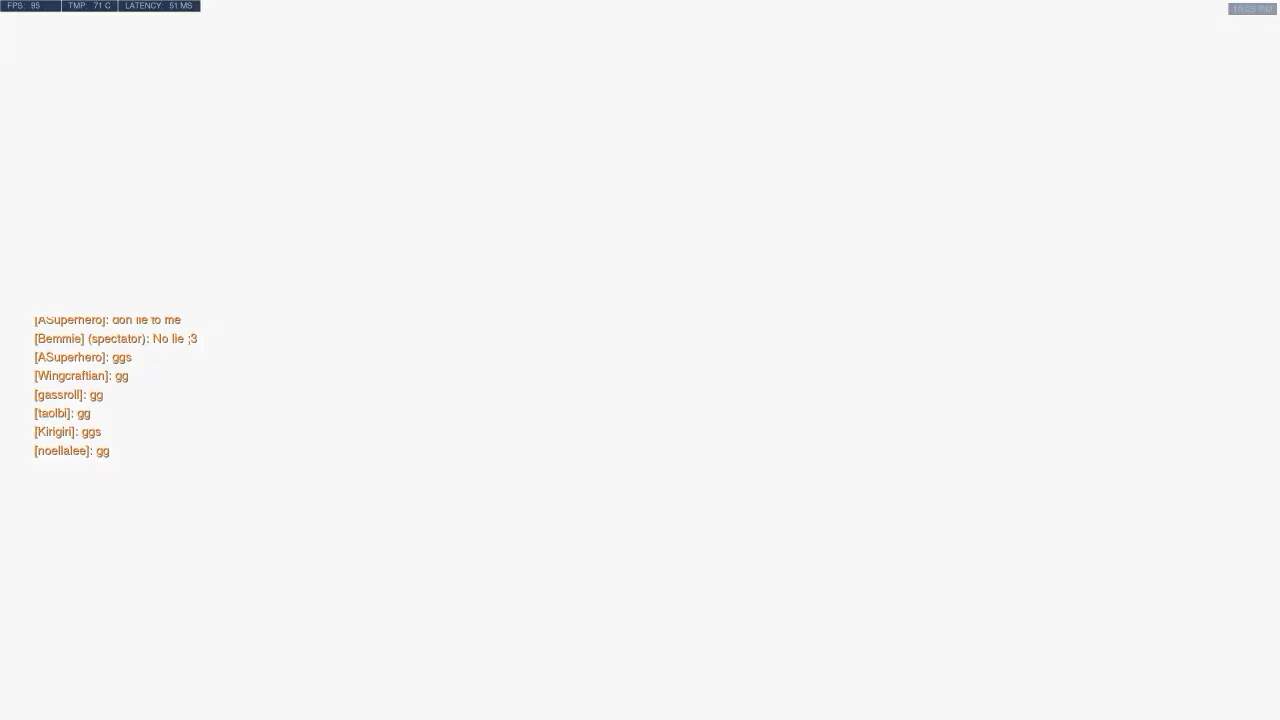 FPS: 95 TMP: 71 C LATENCY: 51 MS
[ASuperhero]: don lie to me
[Bemmie] (spectator): No lie ;3
[ASuperhero]: ggs
[Wingcraftian]: gg
[gassroll]: gg
[taolbi]: gg
[Kirigiri]: ggs
[noellalee]: gg